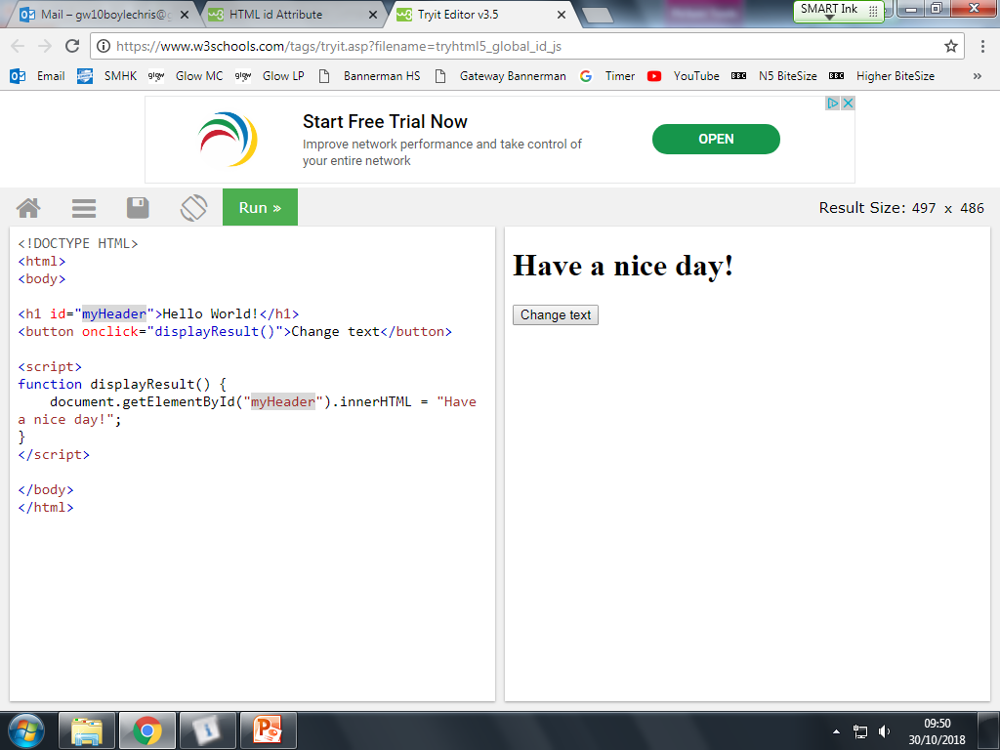 Mail – gw10boylechris@g
HTML id Attribute
Tryit Editor v3.5
SMART Ink
https://www.w3schools.com/tags/tryit.asp?filename=tryhtml5_global_id_js
Email SMHK glow Glow MC glow Glow LP Bannerman HS Gateway Bannerman Timer YouTube BBC N5 BiteSize BBC Higher BiteSize »
Start Free Trial Now
Improve network performance and take control of
your entire network
OPEN
Run »
Result Size: 497 x 486
<!DOCTYPE HTML>
<html>
<body>
<h1 id="myHeader">Hello World!</h1>
<button onclick="displayResult()">Change text</button>
<script>
function displayResult() {
    document.getElementById("myHeader").innerHTML = "Have
a nice day!";
}
</script>
</body>
</html>
Have a nice day!
Change text
09:50
30/10/2018